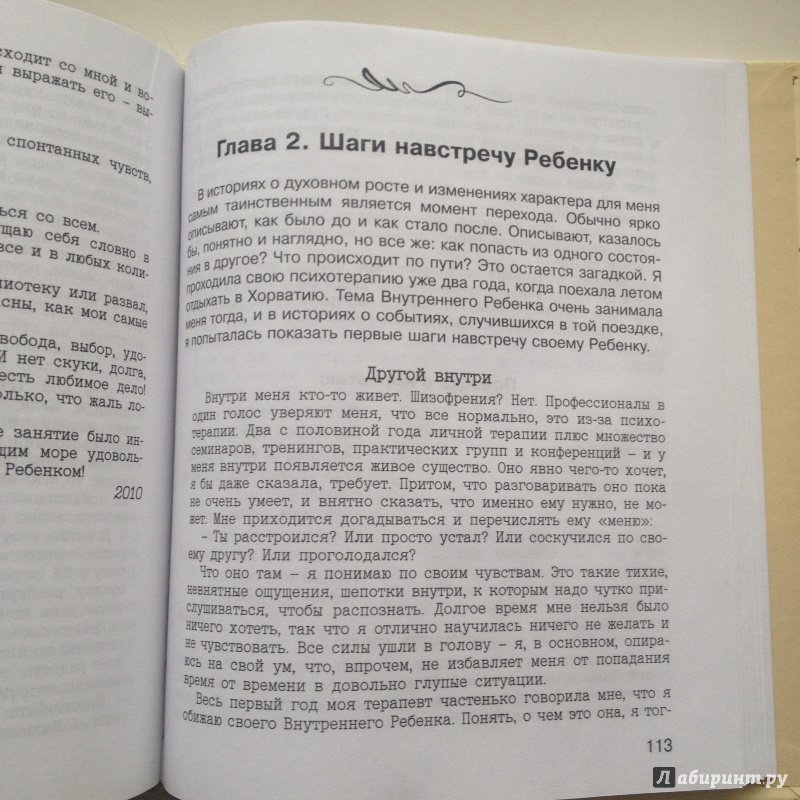 сходит со мной и во-
и выражать его – вы-
спонтанных чувств,
ться со всем.
щаю себя словно в
все и в любых коли-
лиотеку или развал,
асны, как мои самые
вобода, выбор, удо-
И нет скуки, долга,
есть любимое дело!
олько, что жаль ло-
е занятие было ин-
щим море удоволь-
Ребенком!
2010
Глава 2. Шаги навстречу Ребенку
В историях о духовном росте и изменениях характера для меня
самым таинственным является момент перехода. Обычно ярко
описывают, как было до и как стало после. Описывают, казалось
бы, понятно и наглядно, но все же: как попасть из одного состоя-
ния в другое? Что происходит по пути? Это остается загадкой. Я
проходила свою психотерапию уже два года, когда поехала летом
отдыхать в Хорватию. Тема Внутреннего Ребенка очень занимала
меня тогда, и в истории о событиях, случившихся в той поездке,
я попыталась показать первые шаги навстречу своему Ребенку.
Другой внутри
Внутри меня кто-то живет. Шизофрения? Нет. Профессионалы в
один голос уверяют меня, что все нормально, это из-за психо-
терапии. Два с половиной года личной терапии плюс множество
семинаров, тренингов, практических групп и конференций – и у
меня внутри появляется живое существо. Оно явно чего-то хочет,
я бы даже сказала, требует. Притом, что разговаривать оно пока
не очень умеет, и внятно сказать, что именно ему нужно, не мо-
жет. Мне приходится догадываться и перечислять ему «меню»:
– Ты расстроился? Или просто устал? Или соскучился по сво-
ему другу? Или проголодался?
Что оно там – я понимаю по своим чувствам. Это такие тихие,
невнятные ощущения, шепотки внутри, к которым надо чутко при-
слушиваться, чтобы распознать. Долгое время мне нельзя было
ничего хотеть, так что я отлично научилась ничего не желать и
не чувствовать. Все силы ушли в голову – я, в основном, опира-
юсь на свой ум, что, впрочем, не избавляет меня от попадания
время от времени в довольно глупые ситуации.
Весь первый год моя терапевт частенько говорила мне, что я
обижаю своего Внутреннего Ребенка. Понять, о чем это она, я тог-
113
Лабиринт.ру